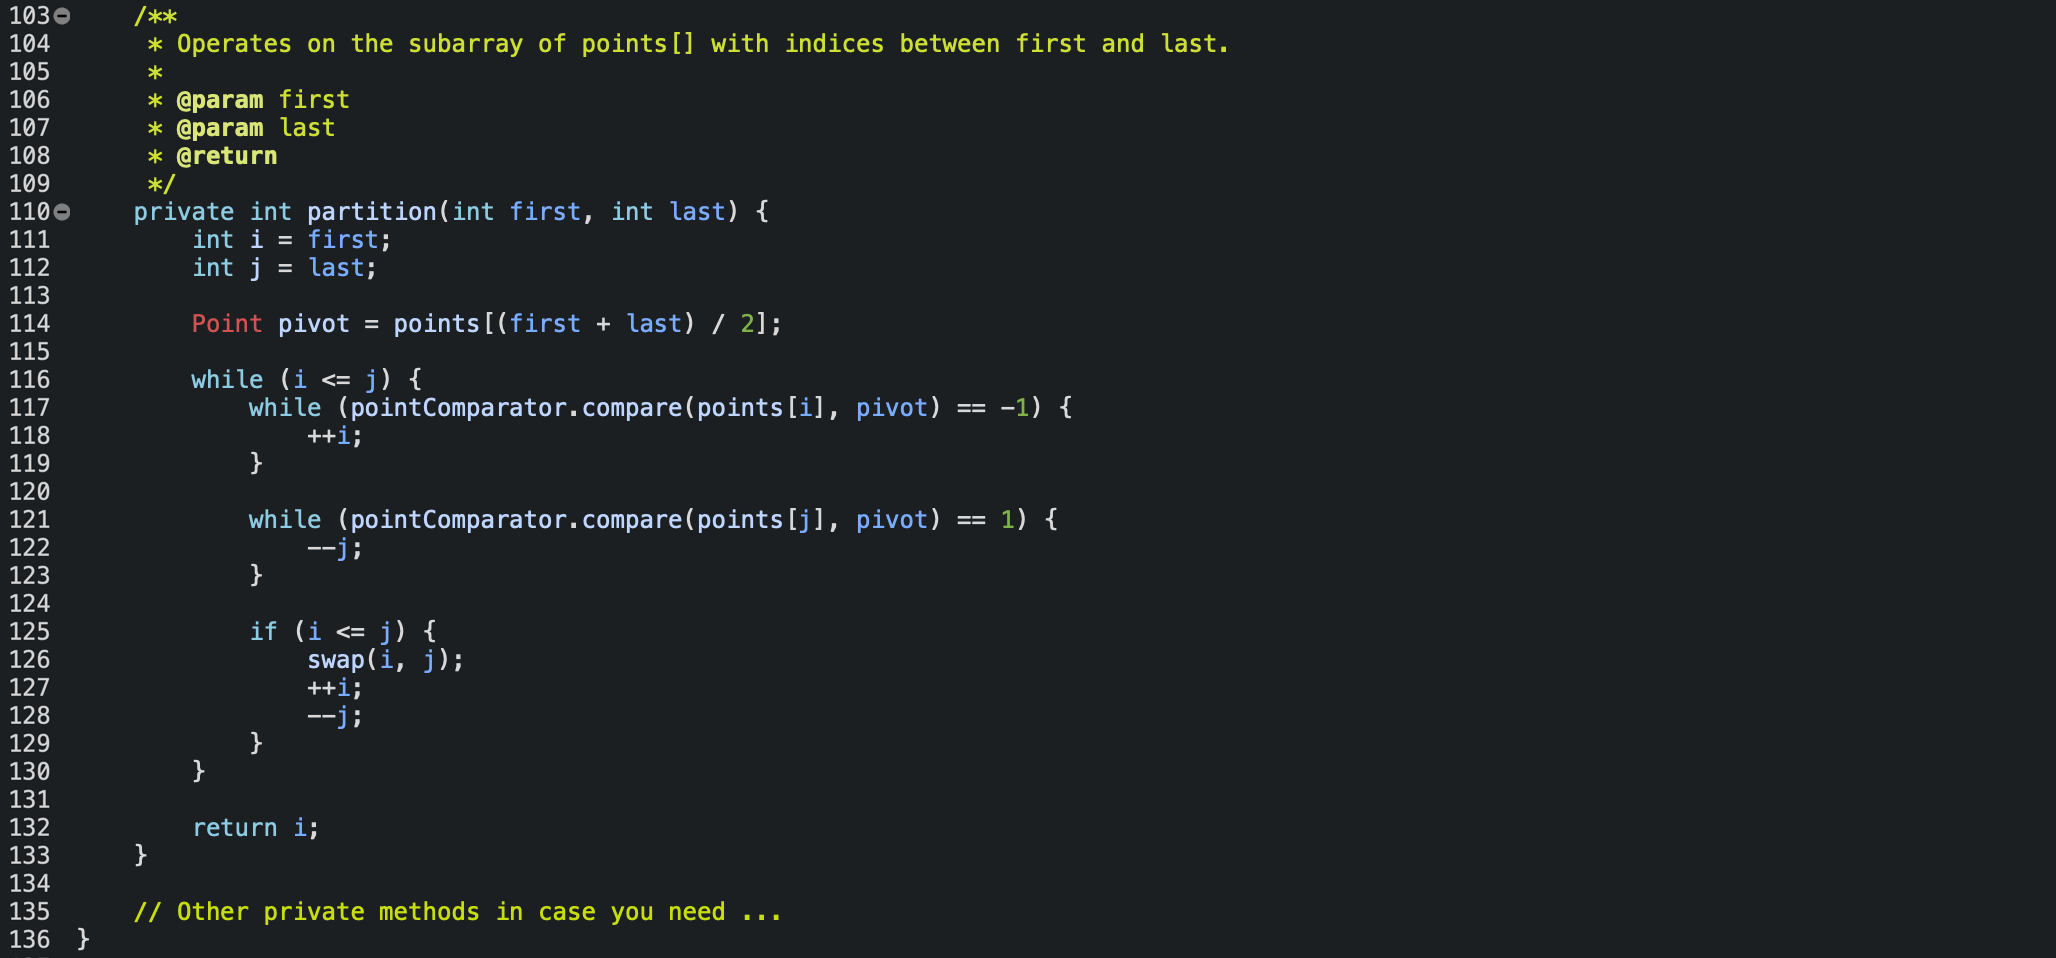 103 /**
104 * Operates on the subarray of points[] with indices between first and last.
105 *
106 * @param first
107 * @param last
108 * @return
109 */
110 private int partition(int first, int last) {
111 int i = first;
112 int j = last;
113
114 Point pivot = points[(first + last) / 2];
115
116 while (i <= j) {
117 while (pointComparator.compare(points[i], pivot) == -1) {
118 ++i;
119 }
120
121 while (pointComparator.compare(points[j], pivot) == 1) {
122 --j;
123 }
124
125 if (i <= j) {
126 swap(i, j);
127 ++i;
128 --j;
129 }
130 }
131
132 return i;
133 }
134
135 // Other private methods in case you need ...
136 }